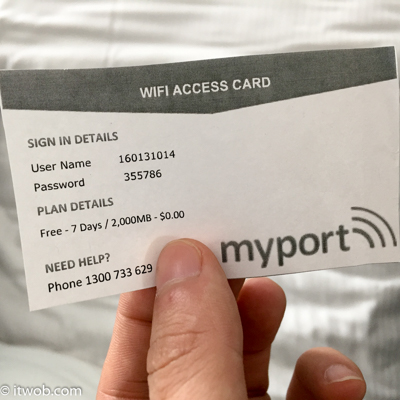 WIFI ACCESS CARD
SIGN IN DETAILS
User Name 160131014
Password 355786
PLAN DETAILS
Free - 7 Days / 2,000MB - $0.00
NEED HELP?
Phone 1300 733 629
myport
©itwob.com